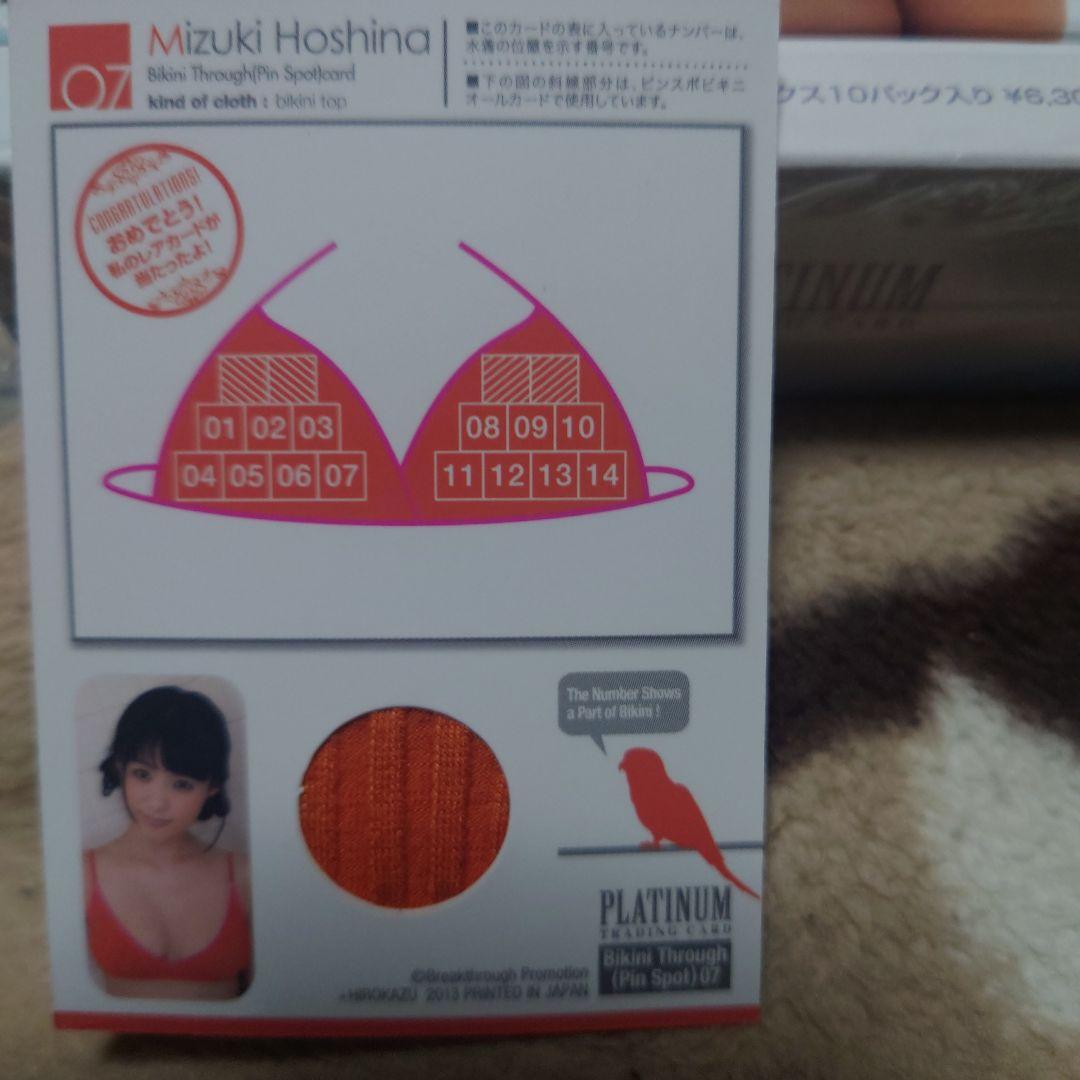 07
Mizuki Hoshina
Bikini Through(Pin Spot)card
kind of cloth : bikini top
■このカードの表に入っているナンバーは、
水着の位置を示す番号です。
■下の図の斜線部分は、ピンスポビキニ
オールカードで使用しています。
クス10パック入り ¥6,30
CONGRATULATIONS!
おめでとう!
私のレアカードが
当たったよ!
TINUM
01 02 03
08 09 10
04 05 06 07
11 12 13 14
The Number Shows
a Part of Bikini !
PLATINUM
TRADING CARD
Bikini Through
(Pin Spot) 07
©Breakthrough Promotion
HIROKAZU 2013 PRINTED IN JAPAN